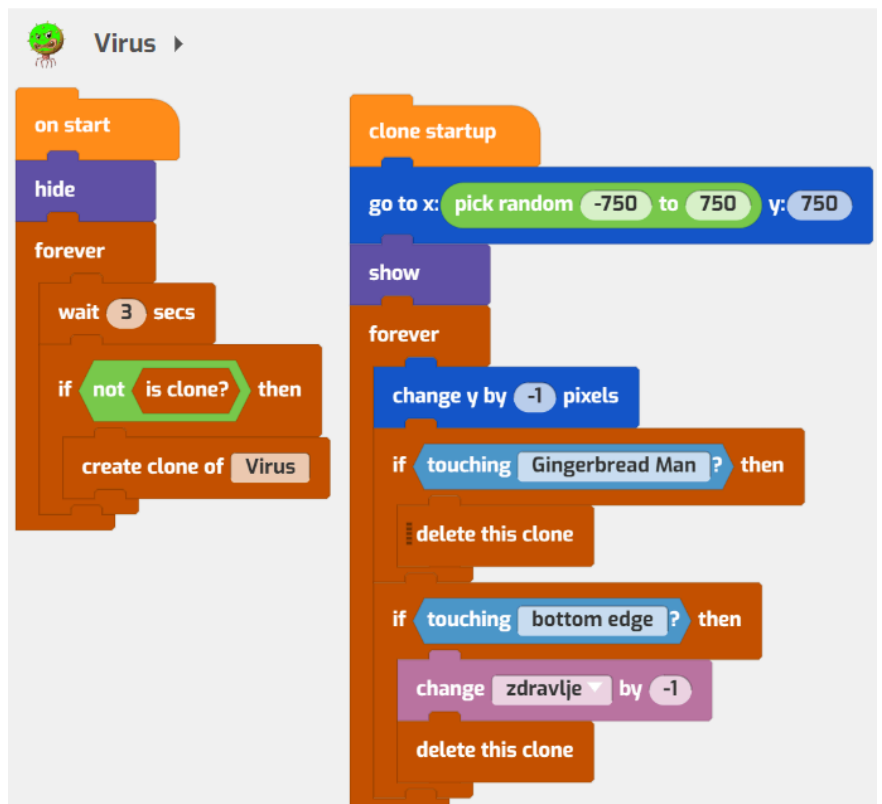 Virus
on start
hide
forever
wait 3 secs
if not is clone? then
create clone of Virus
clone startup
go to x: pick random -750 to 750 y: 750
show
forever
change y by -1 pixels
if touching Gingerbread Man ? then
delete this clone
if touching bottom edge ? then
change zdravlje by -1
delete this clone